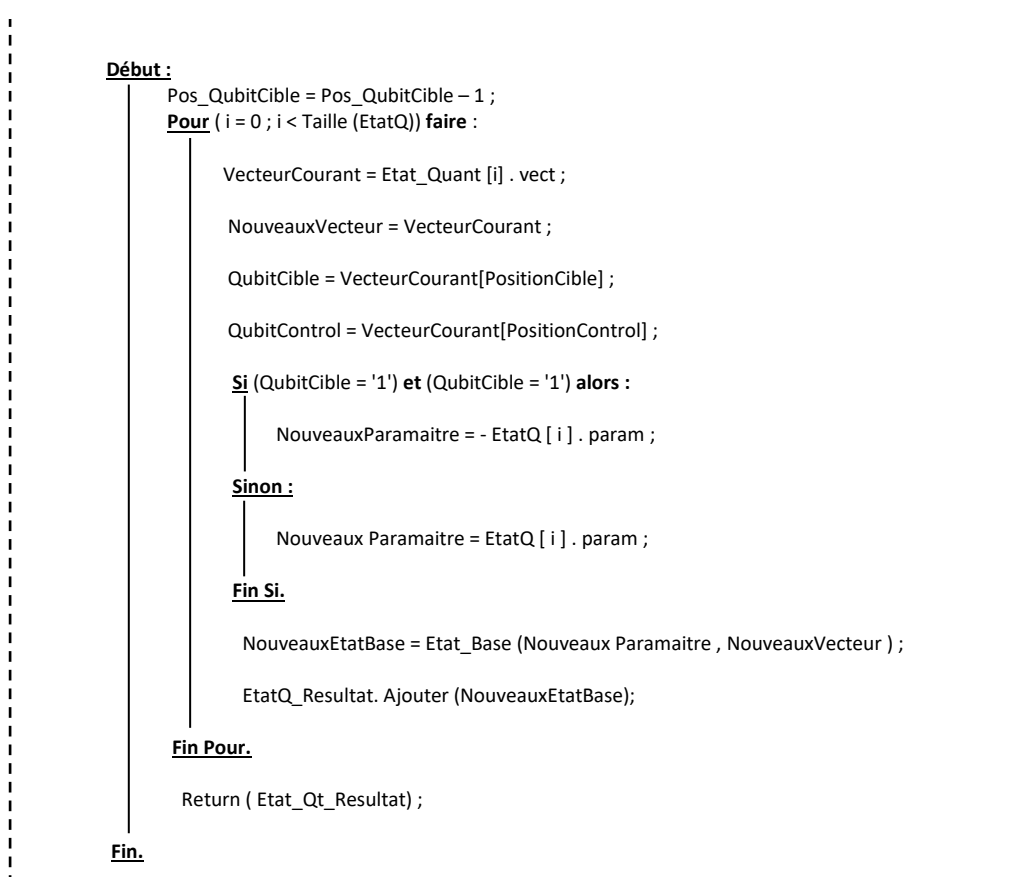 Début :
Pos_QubitCible = Pos_QubitCible – 1 ;
Pour ( i = 0 ; i < Taille (EtatQ)) faire :
VecteurCourant = Etat_Quant [i] . vect ;
NouveauxVecteur = VecteurCourant ;
QubitCible = VecteurCourant[PositionCible] ;
QubitControl = VecteurCourant[PositionControl] ;
Si (QubitCible = '1') et (QubitCible = '1') alors :
NouveauxParamaitre = - EtatQ [ i ] . param ;
Sinon :
Nouveaux Paramaitre = EtatQ [ i ] . param ;
Fin Si.
NouveauxEtatBase = Etat_Base (Nouveaux Paramaitre , NouveauxVecteur ) ;
EtatQ_Resultat. Ajouter (NouveauxEtatBase);
Fin Pour.
Return ( Etat_Qt_Resultat) ;
Fin.